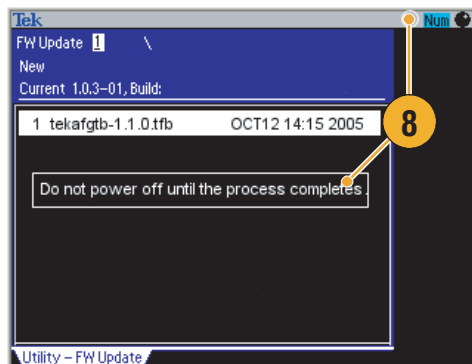 Tek
Num
FW Update 1 \
New
Current 1.0.3-01, Build:
1 tekafgtb-1.1.0.tfb OCT12 14:15 2005
8
Do not power off until the process completes.
Utility - FW Update